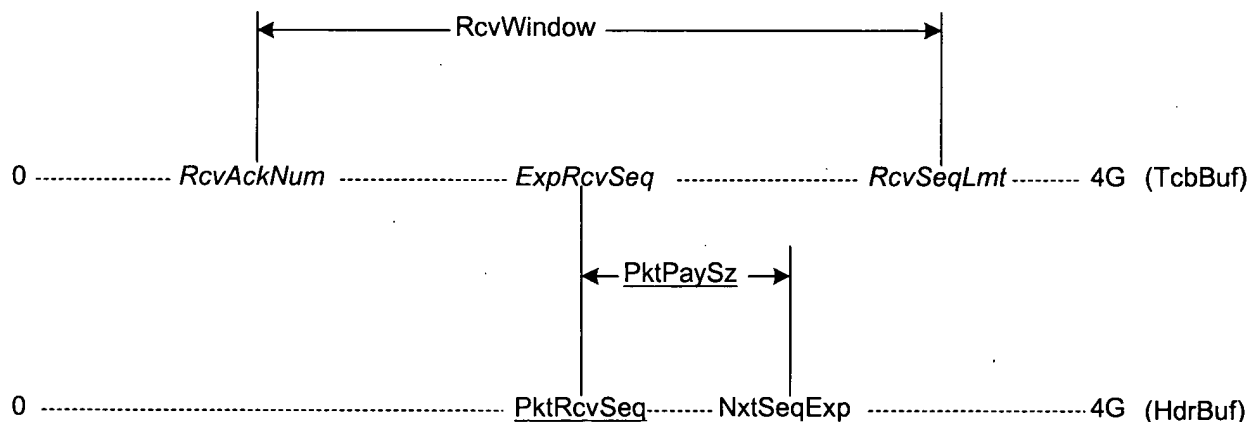 RcvWindow
0 RcvAckNum ExpRcvSeq RcvSeqLmt 4G (TcbBuf)
PktPaySz
0 PktRcvSeq NxtSeqExp 4G (HdrBuf)